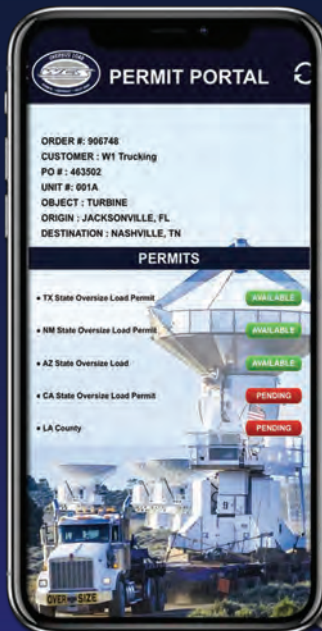 WGT
PERMIT PORTAL
ORDER #: 906748
CUSTOMER : W1 Trucking
PO # : 463502
UNIT #: 001A
OBJECT : TURBINE
ORIGIN : JACKSONVILLE, FL
DESTINATION : NASHVILLE, TN
PERMITS
• TX State Oversize Load Permit AVAILABLE
• NM State Oversize Load Permit AVAILABLE
• AZ State Oversize Load AVAILABLE
• CA State Oversize Load Permit PENDING
• LA County PENDING
9
OVERSIZE